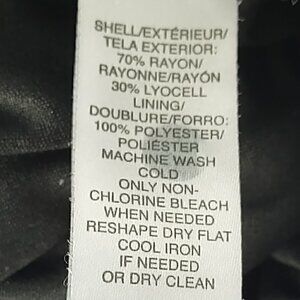 SHELL/EXTÉRIEUR/
TELA EXTERIOR:
70% RAYON/
RAYONNE/RAYÓN
30% LYOCELL
LINING/
DOUBLURE/FORRO:
100% POLYESTER/
POLIÉSTER
MACHINE WASH
COLD
ONLY NON-
CHLORINE BLEACH
WHEN NEEDED
RESHAPE DRY FLAT
COOL IRON
IF NEEDED
OR DRY CLEAN